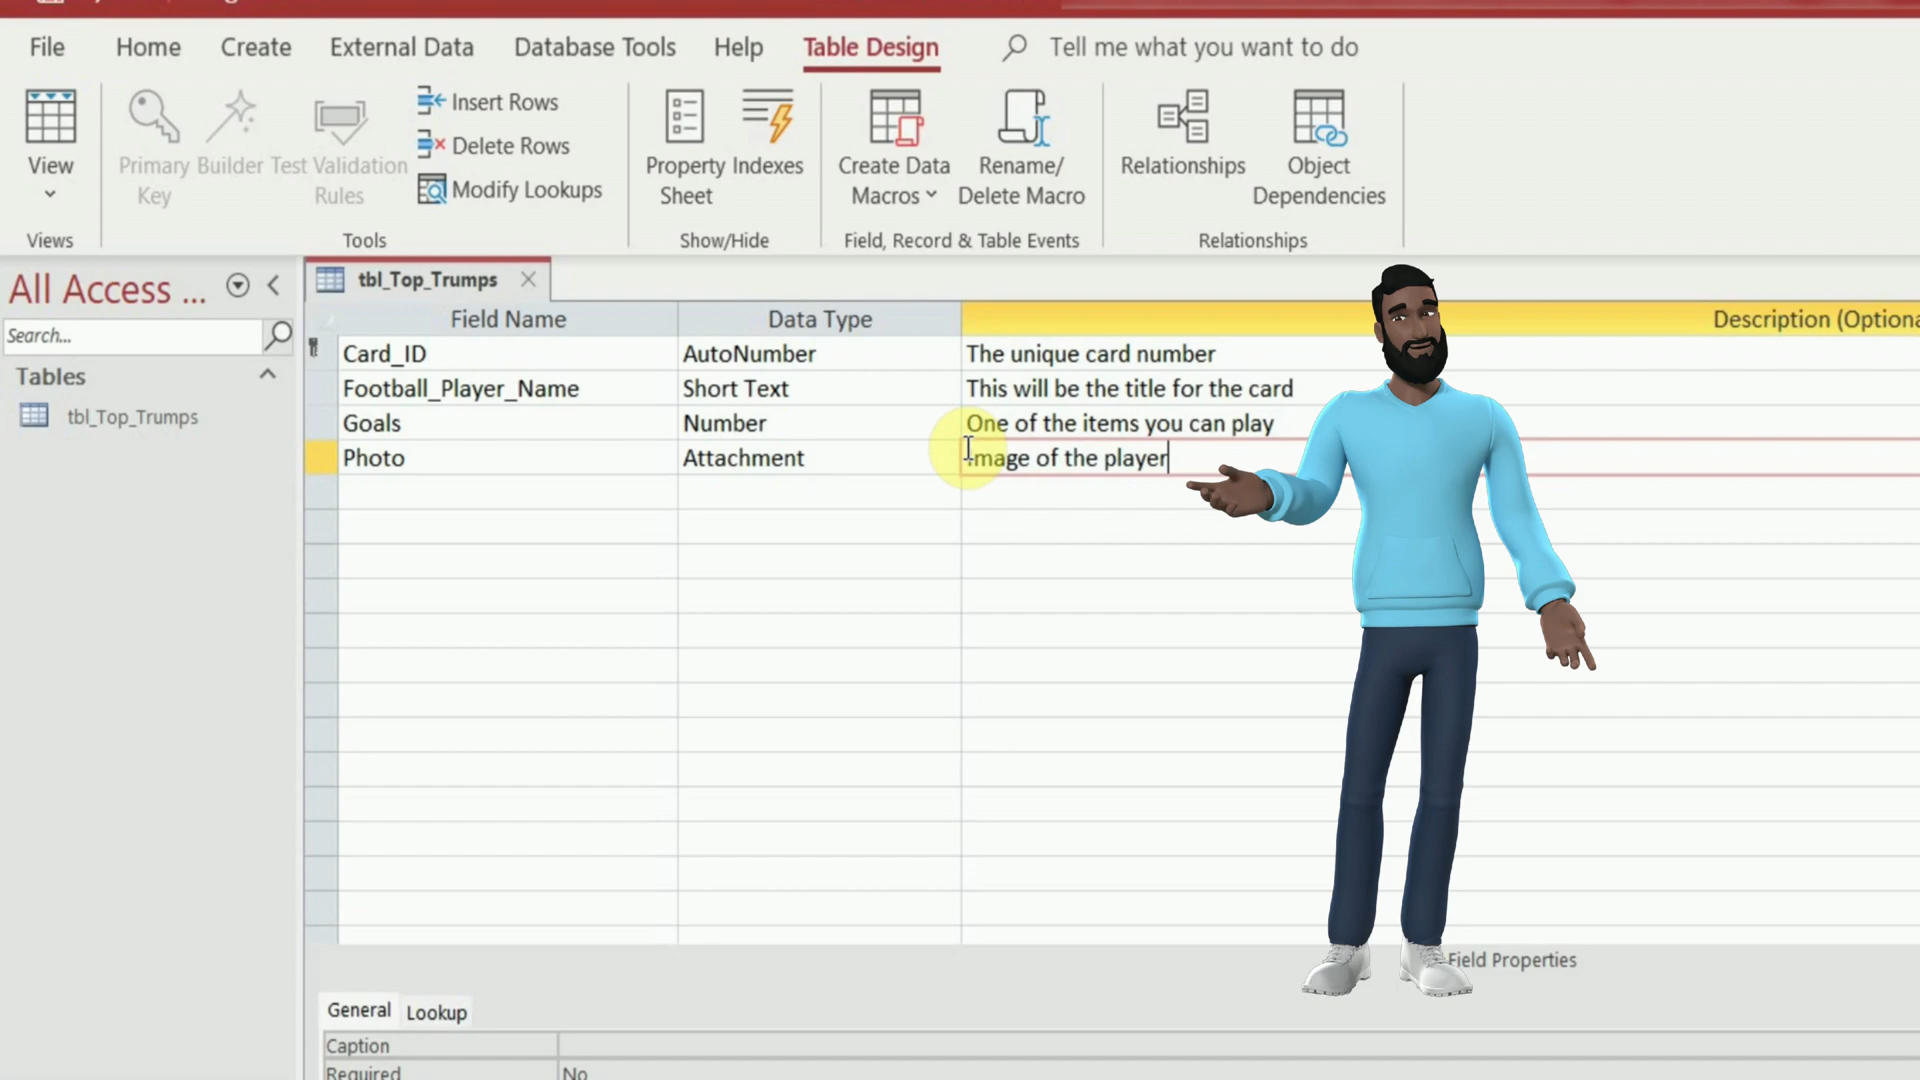 File Home Create External Data Database Tools Help Table Design Tell me what you want to do
View
Primary Key
Builder
Test Validation Rules
Insert Rows
Delete Rows
Modify Lookups
Property Sheet
Indexes
Create Data Macros
Rename/ Delete Macro
Relationships
Object Dependencies
Views Tools Show/Hide Field, Record & Table Events Relationships
All Access ...
Search...
Tables
tbl_Top_Trumps
tbl_Top_Trumps
Field Name Data Type Description (Optiona
Card_ID AutoNumber The unique card number
Football_Player_Name Short Text This will be the title for the card
Goals Number One of the items you can play
Photo Attachment Image of the player
Field Properties
General Lookup
Caption
Required No